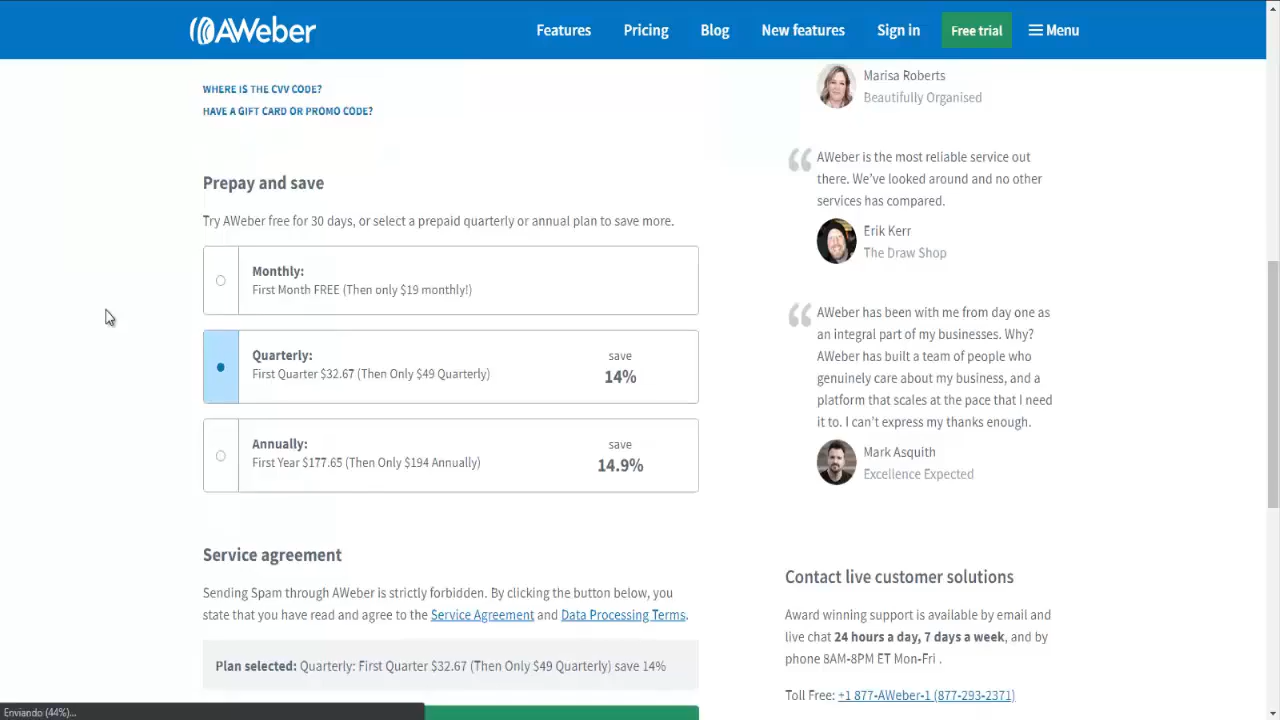 AWeber
Features
Pricing
Blog
New features
Sign in
Free trial
Menu
WHERE IS THE CVV CODE?
HAVE A GIFT CARD OR PROMO CODE?
Prepay and save
Try AWeber free for 30 days, or select a prepaid quarterly or annual plan to save more.
Monthly:
First Month FREE (Then only $19 monthly!)
Quarterly:
First Quarter $32.67 (Then Only $49 Quarterly)
save
14%
Annually:
First Year $177.65 (Then Only $194 Annually)
save
14.9%
Service agreement
Sending Spam through AWeber is strictly forbidden. By clicking the button below, you
state that you have read and agree to the Service Agreement and Data Processing Terms.
Plan selected: Quarterly: First Quarter $32.67 (Then Only $49 Quarterly) save 14%
Enviando (44%)...
Marisa Roberts
Beautifully Organised
AWeber is the most reliable service out
there. We've looked around and no other
services has compared.
Erik Kerr
The Draw Shop
AWeber has been with me from day one as
an integral part of my businesses. Why?
AWeber has built a team of people who
genuinely care about my business, and a
platform that scales at the pace that I need
it to. I can't express my thanks enough.
Mark Asquith
Excellence Expected
Contact live customer solutions
Award winning support is available by email and
live chat 24 hours a day, 7 days a week, and by
phone 8AM-8PM ET Mon-Fri .
Toll Free: +1 877-AWeber-1 (877-293-2371)